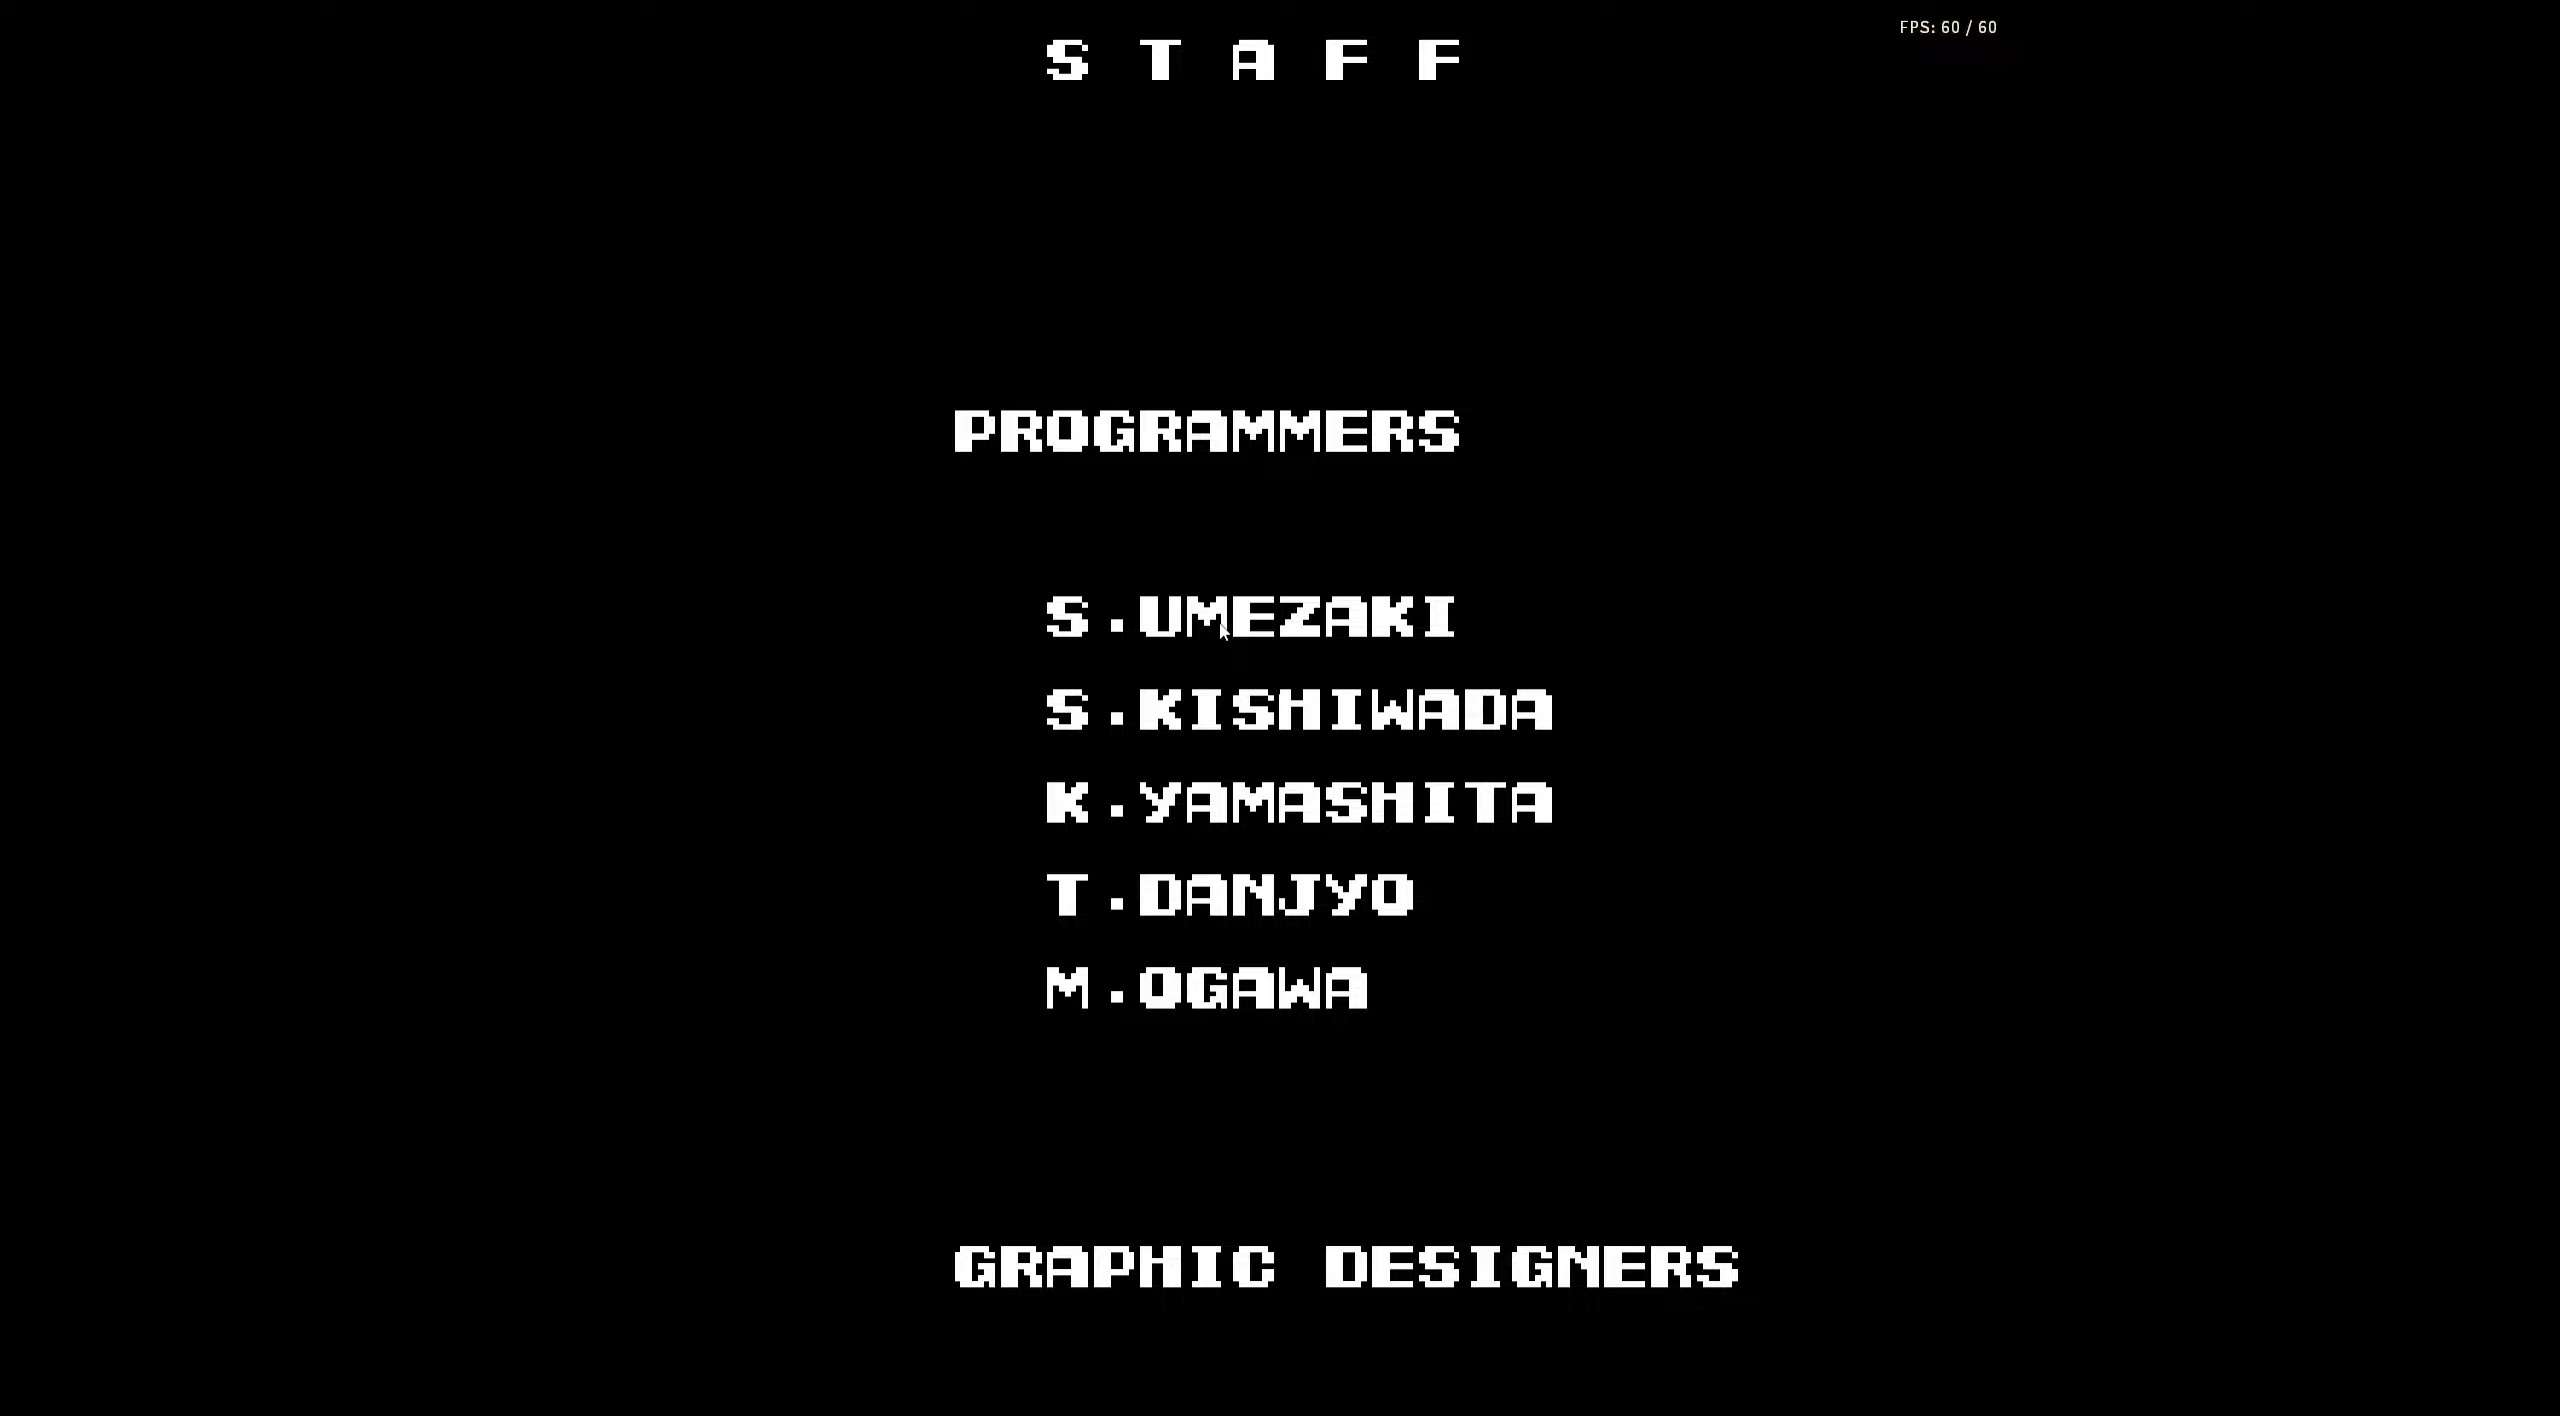 S T A F F
FPS: 60 / 60
PROGRAMMERS
S.UMEZAKI
S.KISHIWADA
K.YAMASHITA
T.DANJYO
M.OGAWA
GRAPHIC DESIGNERS